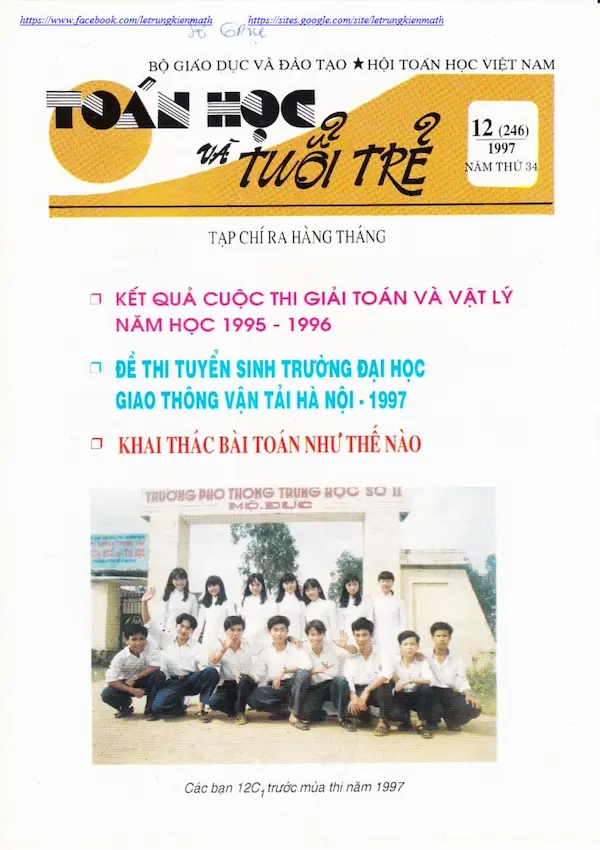 https://www.facebook.com/letrungkienmath https://sites.google.com/site/letrungkienmath
BỘ GIÁO DỤC VÀ ĐÀO TẠO ★ HỘI TOÁN HỌC VIỆT NAM
TOÁN HỌC
VÀ TUỔI TRẺ
12 (246)
1997
NĂM THỨ 34
TẠP CHÍ RA HÀNG THÁNG
KẾT QUẢ CUỘC THI GIẢI TOÁN VÀ VẬT LÝ
NĂM HỌC 1995 - 1996
ĐỀ THI TUYỂN SINH TRƯỜNG ĐẠI HỌC
GIAO THÔNG VẬN TẢI HÀ NỘI - 1997
KHAI THÁC BÀI TOÁN NHƯ THẾ NÀO
TRƯỜNG PHỔ THÔNG TRUNG HỌC SỐ II
MỘ ĐỨC
Các bạn 12C1 trước mùa thi năm 1997